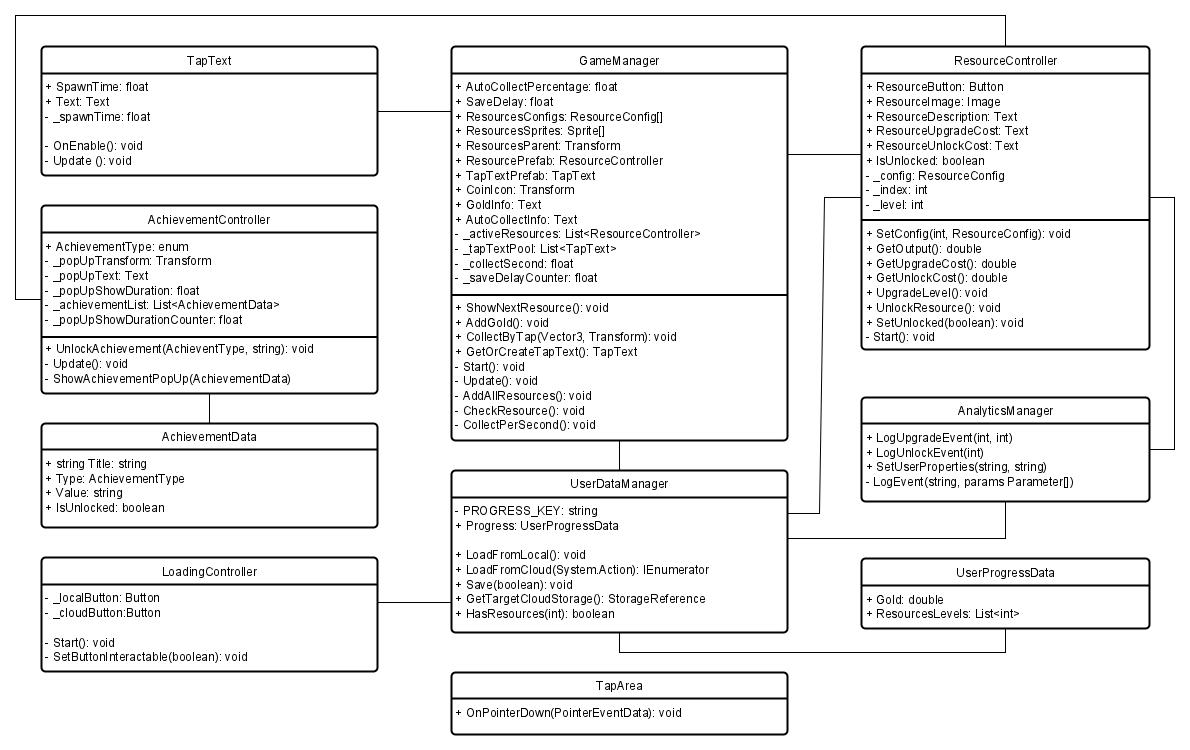 TapText
+ SpawnTime: float
+ Text: Text
- _spawnTime: float
- OnEnable(): void
- Update (): void
AchievementController
+ AchievementType: enum
- _popUpTransform: Transform
- _popUpText: Text
- _popUpShowDuration: float
- _achievementList: List<AchievementData>
- _popUpShowDurationCounter: float
+ UnlockAchievement(AchieventType, string): void
- Update(): void
- ShowAchievementPopUp(AchievementData)
AchievementData
+ string Title: string
+ Type: AchievementType
+ Value: string
+ IsUnlocked: boolean
LoadingController
- _localButton: Button
- _cloudButton:Button
- Start(): void
- SetButtonInteractable(boolean): void
GameManager
+ AutoCollectPercentage: float
+ SaveDelay: float
+ ResourcesConfigs: ResourceConfig[]
+ ResourcesSprites: Sprite[]
+ ResourcesParent: Transform
+ ResourcePrefab: ResourceController
+ TapTextPrefab: TapText
+ CoinIcon: Transform
+ GoldInfo: Text
+ AutoCollectInfo: Text
- _activeResources: List<ResourceController>
- _tapTextPool: List<TapText>
- _collectSecond: float
- _saveDelayCounter: float
+ ShowNextResource(): void
+ AddGold(): void
+ CollectByTap(Vector3, Transform): void
+ GetOrCreateTapText(): TapText
- Start(): void
- Update(): void
- AddAllResources(): void
- CheckResource(): void
- CollectPerSecond(): void
UserDataManager
- PROGRESS_KEY: string
+ Progress: UserProgressData
+ LoadFromLocal(): void
+ LoadFromCloud(System.Action): IEnumerator
+ Save(boolean): void
+ GetTargetCloudStorage(): StorageReference
+ HasResources(int): boolean
TapArea
+ OnPointerDown(PointerEventData): void
ResourceController
+ ResourceButton: Button
+ ResourceImage: Image
+ ResourceDescription: Text
+ ResourceUpgradeCost: Text
+ ResourceUnlockCost: Text
+ IsUnlocked: boolean
- _config: ResourceConfig
- _index: int
- _level: int
+ SetConfig(int, ResourceConfig): void
+ GetOutput(): double
+ GetUpgradeCost(): double
+ GetUnlockCost(): double
+ UpgradeLevel(): void
+ UnlockResource(): void
+ SetUnlocked(boolean): void
- Start(): void
AnalyticsManager
+ LogUpgradeEvent(int, int)
+ LogUnlockEvent(int)
+ SetUserProperties(string, string)
- LogEvent(string, params Parameter[])
UserProgressData
+ Gold: double
+ ResourcesLevels: List<int>